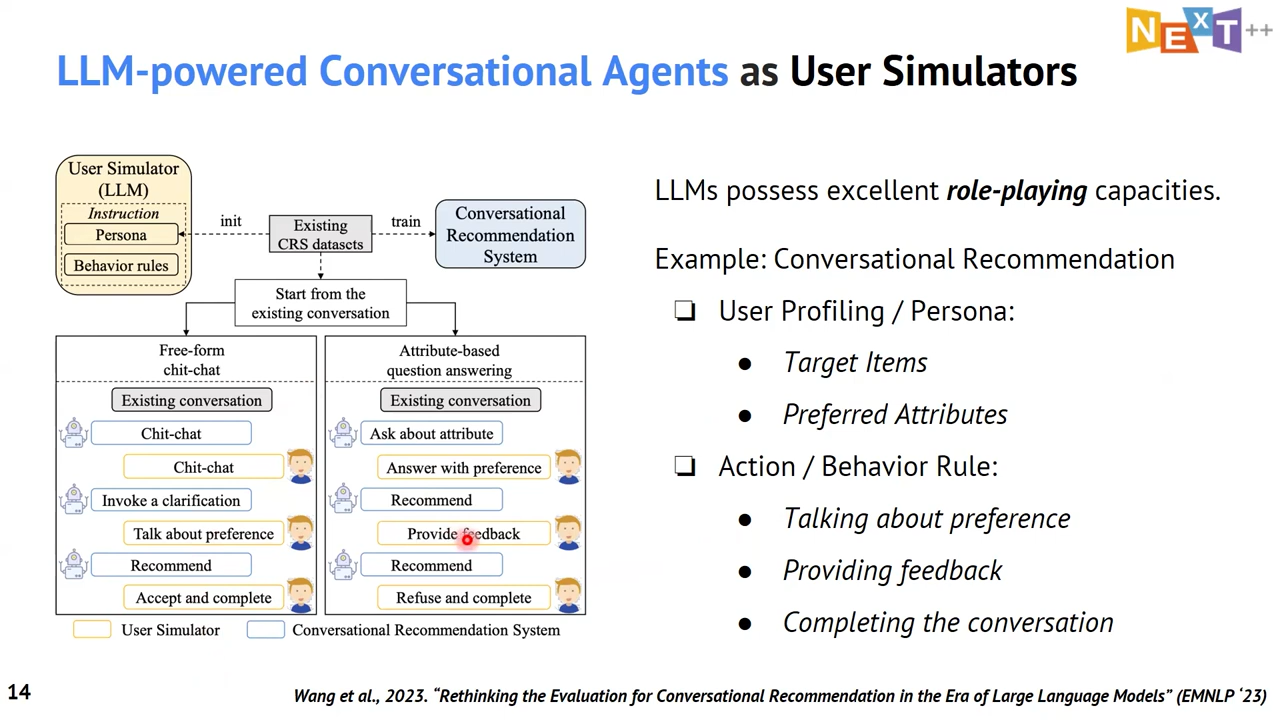 NExT++
LLM-powered Conversational Agents as User Simulators
User Simulator
(LLM)
Instruction
Persona
Behavior rules
init
Existing
CRS datasets
train
Conversational
Recommendation
System
Start from the
existing conversation
Free-form
chit-chat
Existing conversation
Chit-chat
Chit-chat
Invoke a clarification
Talk about preference
Recommend
Accept and complete
Attribute-based
question answering
Existing conversation
Ask about attribute
Answer with preference
Recommend
Provide feedback
Recommend
Refuse and complete
User Simulator
Conversational Recommendation System
LLMs possess excellent role-playing capacities.
Example: Conversational Recommendation
❏ User Profiling / Persona:
● Target Items
● Preferred Attributes
❏ Action / Behavior Rule:
● Talking about preference
● Providing feedback
● Completing the conversation
14
Wang et al., 2023. “Rethinking the Evaluation for Conversational Recommendation in the Era of Large Language Models” (EMNLP ‘23)